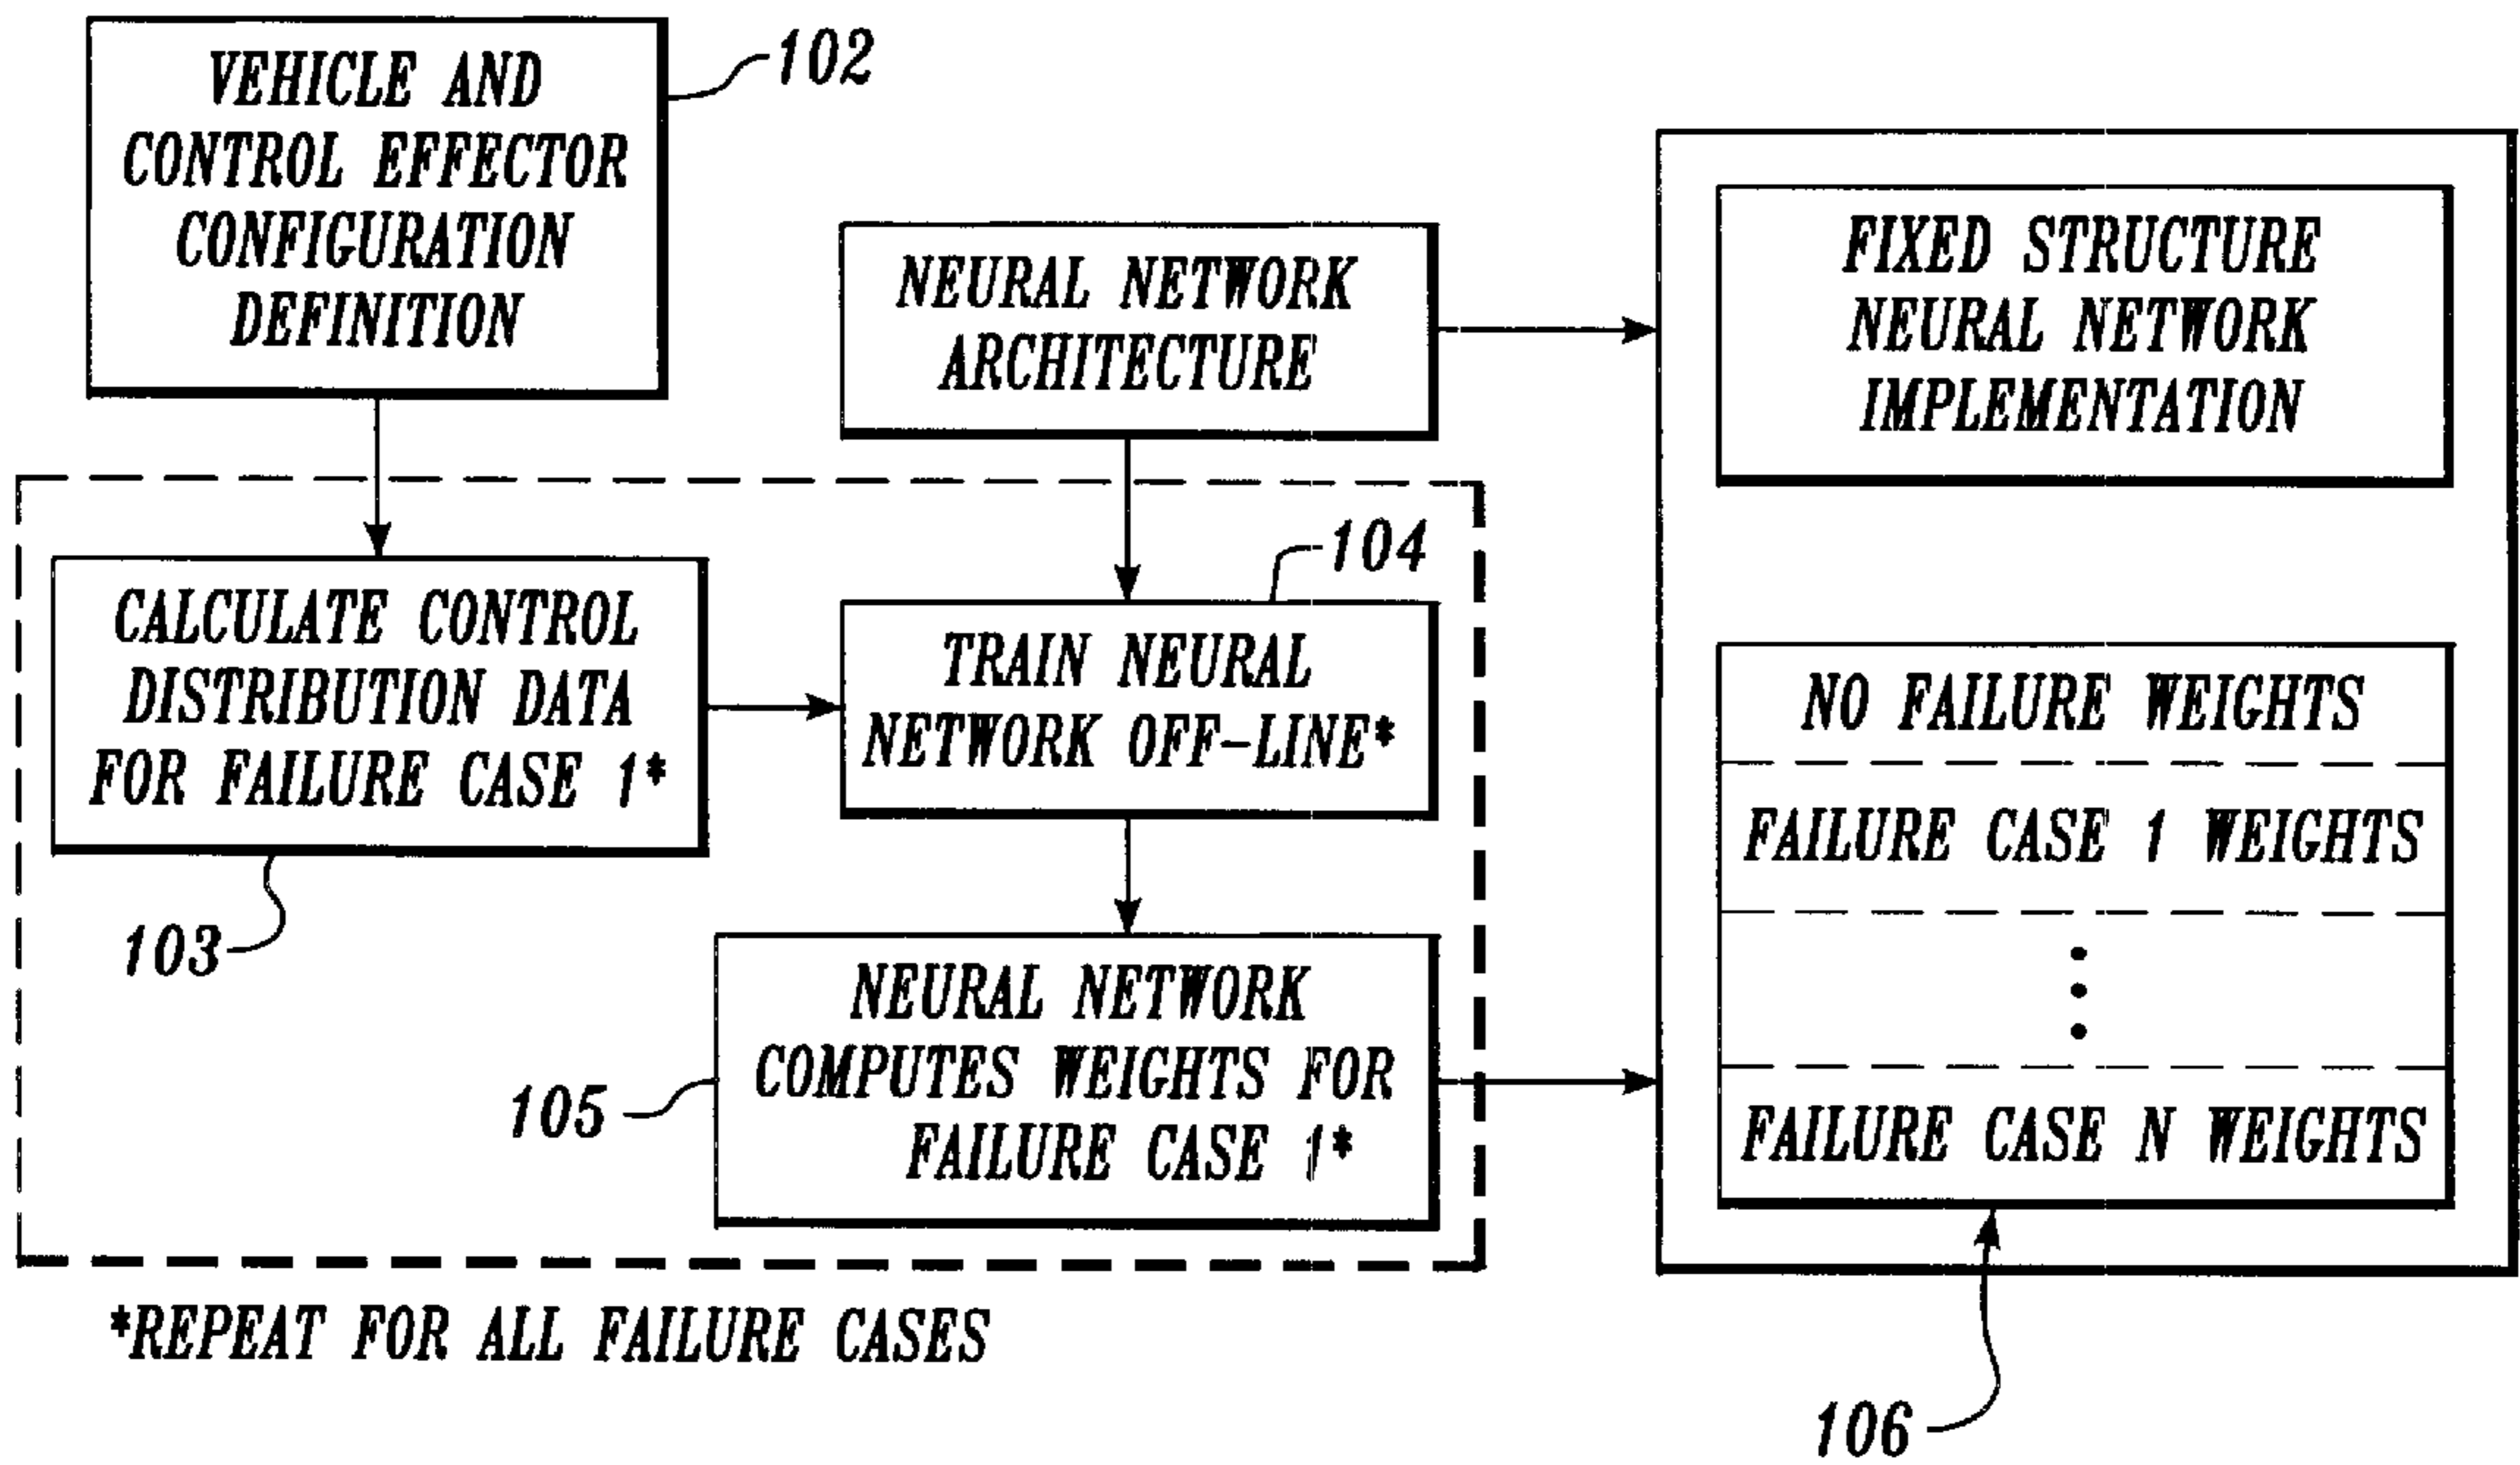 VEHICLE AND
CONTROL EFFECTOR
CONFIGURATION
DEFINITION
102
NEURAL NETWORK
ARCHITECTURE
FIXED STRUCTURE
NEURAL NETWORK
IMPLEMENTATION
CALCULATE CONTROL
DISTRIBUTION DATA
FOR FAILURE CASE 1*
103
104
TRAIN NEURAL
NETWORK OFF-LINE*
NEURAL NETWORK
COMPUTES WEIGHTS FOR
FAILURE CASE 1*
105
NO FAILURE WEIGHTS
FAILURE CASE 1 WEIGHTS
FAILURE CASE N WEIGHTS
106
*REPEAT FOR ALL FAILURE CASES